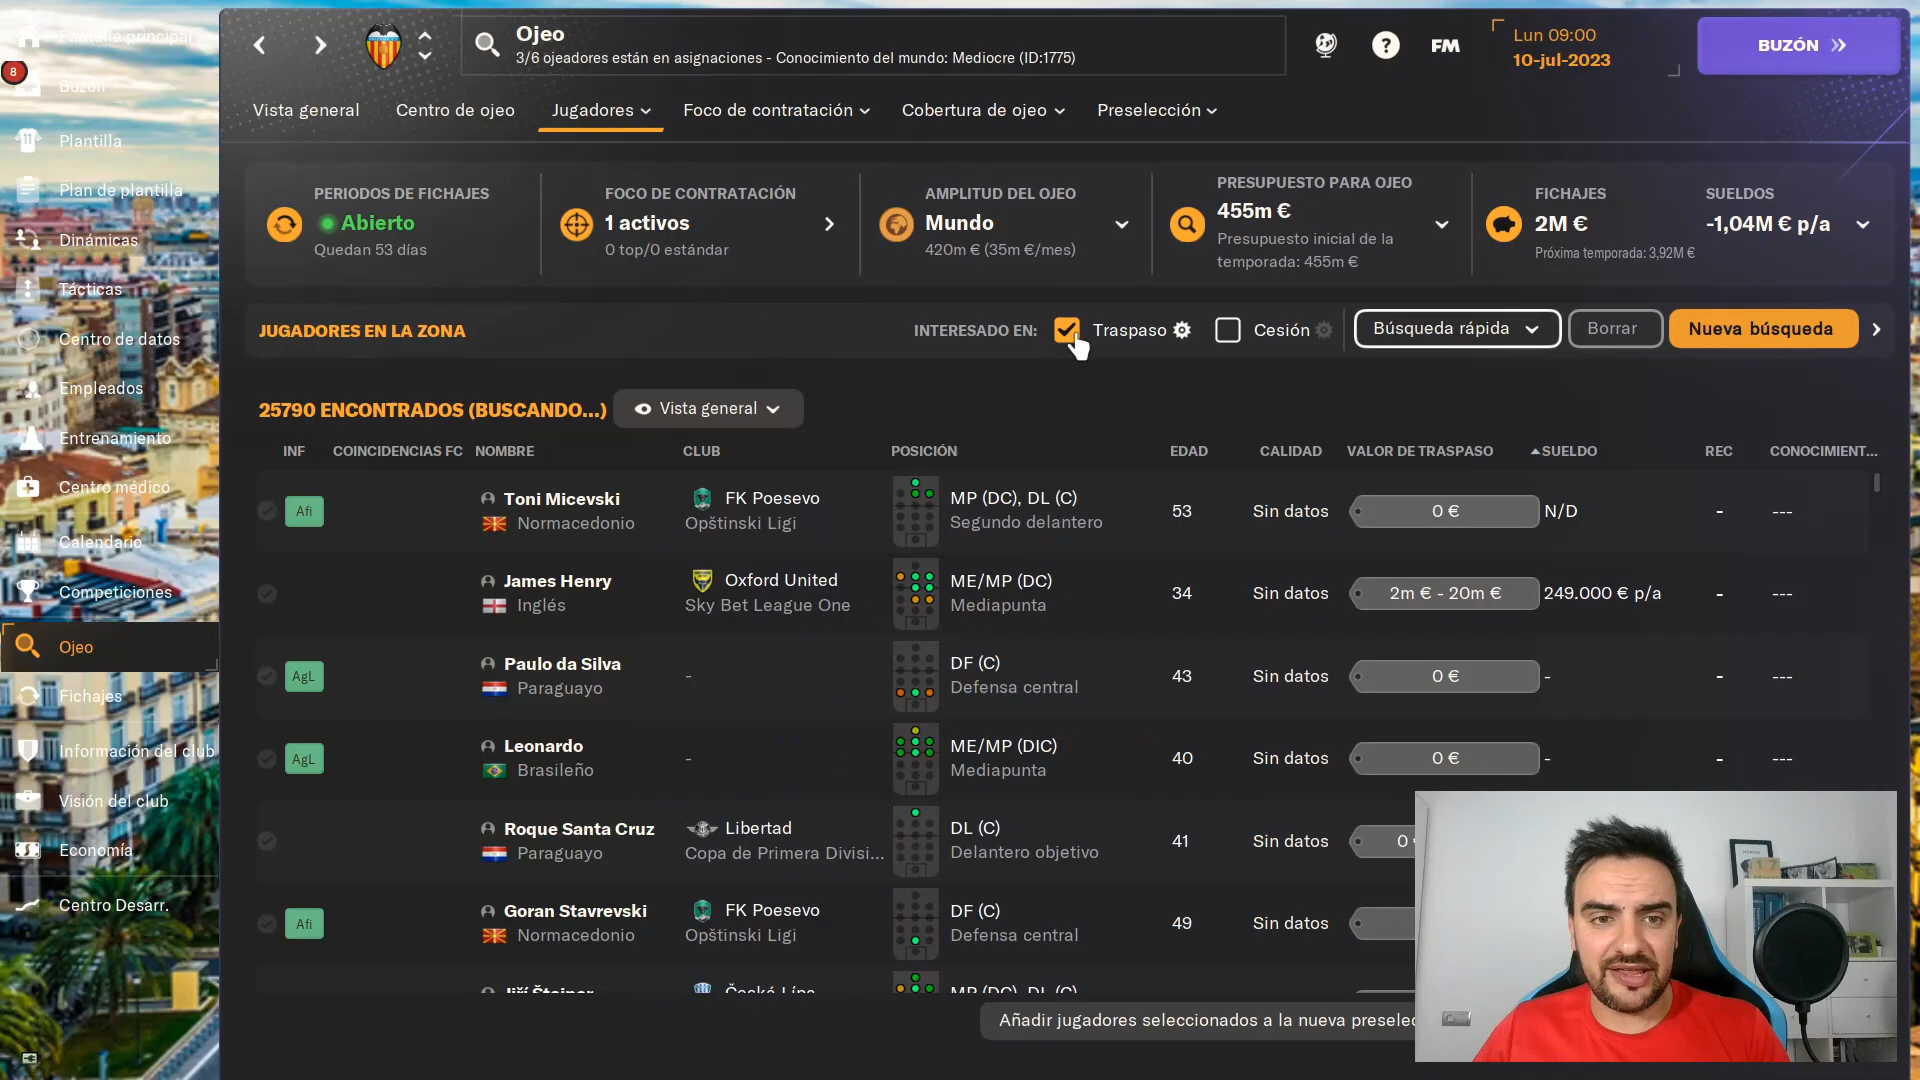 Pantalla principal
8
Buzón
Plantilla
Plan de plantilla
Dinámicas
Tácticas
Centro de datos
Empleados
Entrenamiento
Centro médico
Calendario
Competiciones
Ojeo
Fichajes
Información del club
Visión del club
Economía
Centro Desarr.
Ojeo
3/6 ojeadores están en asignaciones - Conocimiento del mundo: Mediocre (ID:1775)
?
FM
Lun 09:00
10-jul-2023
BUZÓN
Vista general
Centro de ojeo
Jugadores
Foco de contratación
Cobertura de ojeo
Preselección
PERIODOS DE FICHAJES
Abierto
Quedan 53 días
FOCO DE CONTRATACIÓN
1 activos
0 top/0 estándar
AMPLITUD DEL OJEO
Mundo
420m € (35m €/mes)
PRESUPUESTO PARA OJEO
455m €
Presupuesto inicial de la
temporada: 455m €
FICHAJES
2M €
Próxima temporada: 3,92M €
SUELDOS
-1,04M € p/a
JUGADORES EN LA ZONA
INTERESADO EN:
Traspaso
Cesión
Búsqueda rápida
Borrar
Nueva búsqueda
25790 ENCONTRADOS (BUSCANDO...)
Vista general
INF COINCIDENCIAS FC NOMBRE CLUB POSICIÓN EDAD CALIDAD VALOR DE TRASPASO SUELDO REC CONOCIMIENT...
Afi Toni Micevski FK Poesevo MP (DC), DL (C) 53 Sin datos 0 € N/D - ---
Normacedonio Opštinski Ligi Segundo delantero
James Henry Oxford United ME/MP (DC) 34 Sin datos 2m € - 20m € 249.000 € p/a - ---
Inglés Sky Bet League One Mediapunta
AgL Paulo da Silva - DF (C) 43 Sin datos 0 € - - ---
Paraguayo Defensa central
AgL Leonardo - ME/MP (DIC) 40 Sin datos 0 € - - ---
Brasileño Mediapunta
Roque Santa Cruz Libertad DL (C) 41 Sin datos 0
Paraguayo Copa de Primera Divisi... Delantero objetivo
Afi Goran Stavrevski FK Poesevo DF (C) 49 Sin datos
Normacedonio Opštinski Ligi Defensa central
Añadir jugadores seleccionados a la nueva presele